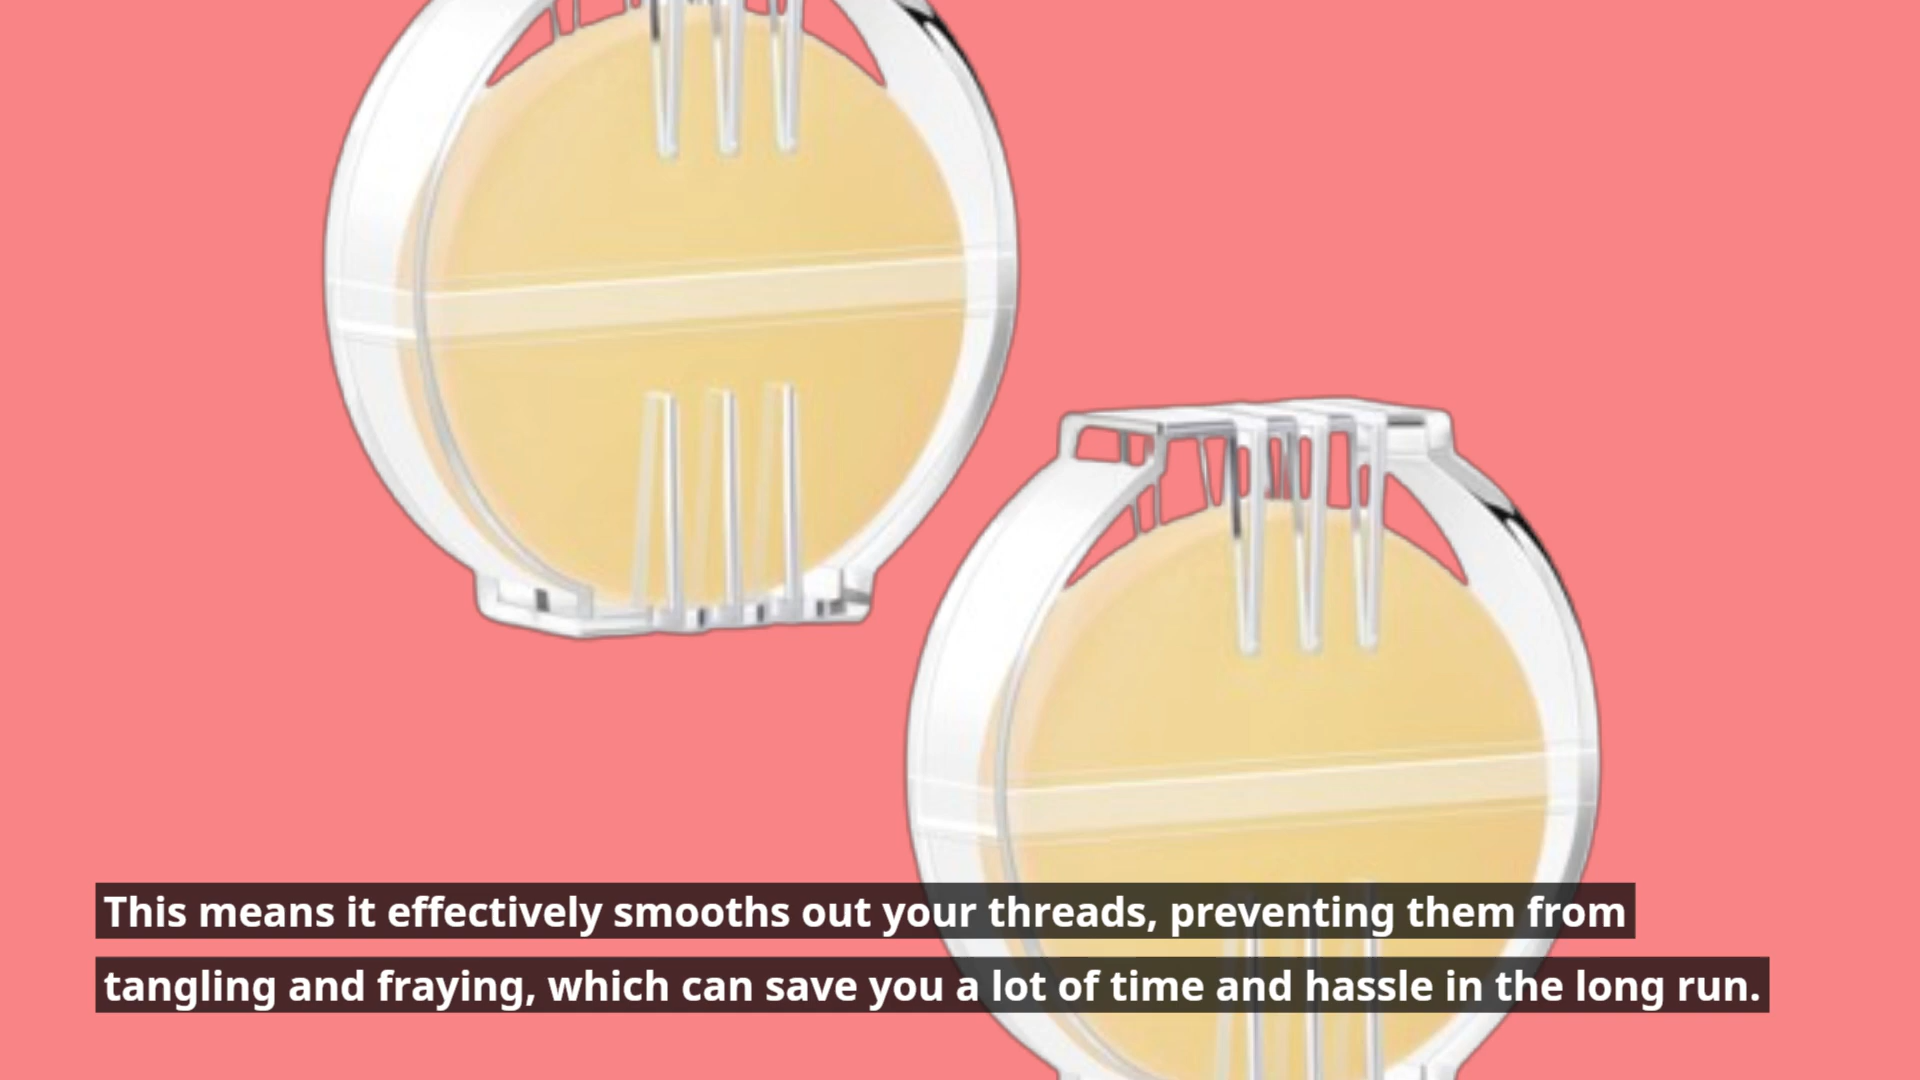 This means it effectively smooths out your threads, preventing them from
tangling and fraying, which can save you a lot of time and hassle in the long run.